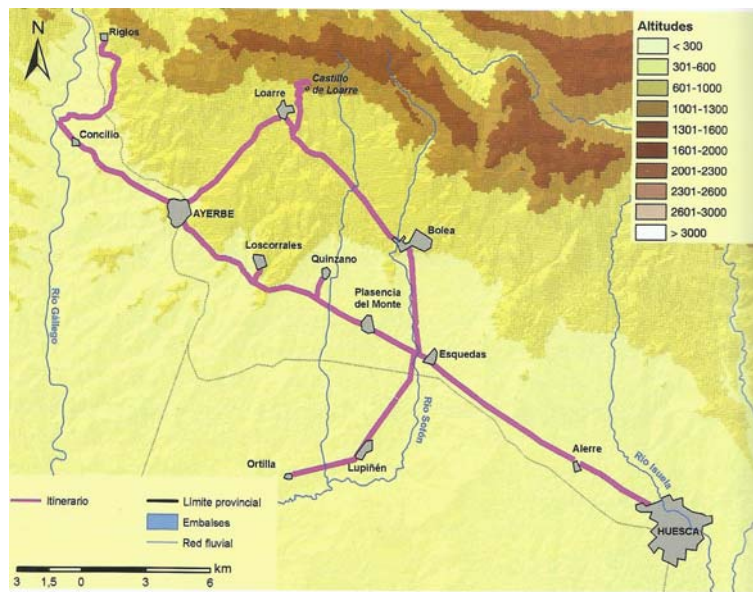 N
Riglos
Concilio
Loarre
Castillo
de Loarre
AYERBE
Bolea
Loscorrales
Quinzano
Plasencia
del Monte
Esquedas
Río Gállego
Río Sotón
Ortilla
Lupiñén
Alerre
Río Isuela
HUESCA
Altitudes
< 300
301-600
601-1000
1001-1300
1301-1600
1601-2000
2001-2300
2301-2600
2601-3000
> 3000
Itinerario
Límite provincial
Embalses
Red fluvial
km
3 1,5 0 3 6